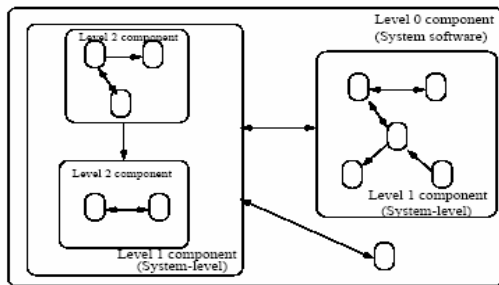 Level 0 component
(System software)
Level 2 component
Level 2 component
Level 1 component
(System-level)
Level 1 component
(System-level)